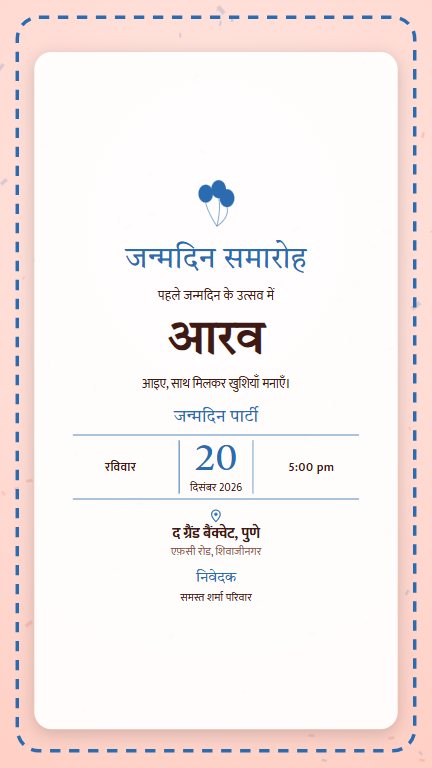 जन्मदिन समारोह
पहले जन्मदिन के उत्सव में
आरव
आइए, साथ मिलकर खुशियाँ मनाएँ।
जन्मदिन पार्टी
रविवार
20
दिसंबर 2026
5:00 pm
द ग्रैंड बैंक्वेट, पुणे
एफ़सी रोड, शिवाजीनगर
निवेदक
समस्त शर्मा परिवार